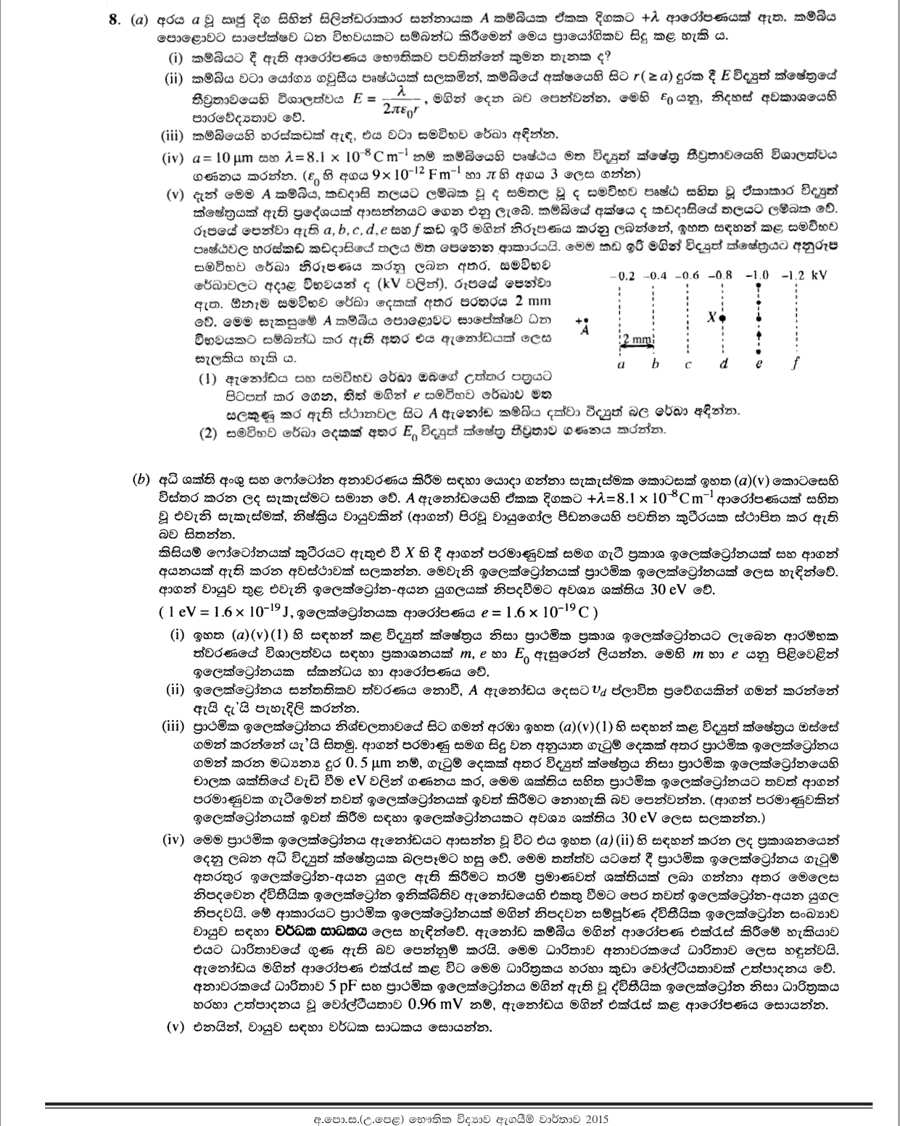 8. (a) අරය a වූ ඍජු දිග සිහින් සිලින්ඩරාකාර සන්නායක A කම්බියක ඒකක දිගකට +λ ආරෝපණයක් ඇත. කම්බිය
පොළොවට සාපේක්ෂව ධන විභවයකට සම්බන්ධ කිරීමෙන් මෙය ප්‍රායෝගිකව සිදු කළ හැකි ය.
(i) කම්බියට දී ඇති ආරෝපණය භෞතිකව පවතින්නේ කුමන තැනක ද?
(ii) කම්බිය වටා යෝග්‍ය ගවුසීය පෘෂ්ඨයක් සලකමින්, කම්බියේ අක්ෂයෙහි සිට r (≥ a) දුරක දී E විද්‍යුත් ක්ෂේත්‍රයේ
තීව්‍රතාවයෙහි විශාලත්වය E = λ/2πε₀r , මගින් දෙන බව පෙන්වන්න. මෙහි ε₀ යනු, නිදහස් අවකාශයෙහි
පාරවේද්‍යතාව වේ.
(iii) කම්බියෙහි හරස්කඩක් ඇඳ, එය වටා සමවිභව රේඛා අඳින්න.
(iv) a = 10 μm සහ λ = 8.1 × 10⁻⁸ C m⁻¹ නම් කම්බියෙහි පෘෂ්ඨය මත විද්‍යුත් ක්ෂේත්‍ර තීව්‍රතාවයෙහි විශාලත්වය
ගණනය කරන්න. (ε₀ හි අගය 9 × 10⁻¹² F m⁻¹ හා π හි අගය 3 ලෙස ගන්න)
(v) දැන් මෙම A කම්බිය, කඩදාසි තලයට ලම්බක වූ ද සමතල වූ ද සමවිභව පෘෂ්ඨ සහිත වූ ඒකාකාර විද්‍යුත්
ක්ෂේත්‍රයක් ඇති ප්‍රදේශයක් ආසන්නයට ගෙන එනු ලැබේ. කම්බියේ අක්ෂය ද කඩදාසියේ තලයට ලම්බක වේ.
රූපයේ පෙන්වා ඇති a, b, c, d, e සහ f කඩ ඉරි මගින් නිරූපණය කරනු ලබන්නේ, ඉහත සඳහන් කළ සමවිභව
පෘෂ්ඨවල හරස්කඩ කඩදාසියේ තලය මත පෙනෙන ආකාරයයි. මෙම කඩ ඉරි මගින් විද්‍යුත් ක්ෂේත්‍රයට අනුරූප
සමවිභව රේඛා නිරූපණය කරනු ලබන අතර, සමවිභව
රේඛාවලට අදාළ විභවයන් ද (kV වලින්), රූපයේ පෙන්වා
ඇත. ඕනෑම සමවිභව රේඛා දෙකක් අතර පරතරය 2 mm
වේ. මෙම සැකසුමේ A කම්බිය පොළොවට සාපේක්ෂව ධන
විභවයකට සම්බන්ධ කර ඇති අතර එය ඇනෝඩයක් ලෙස
සැලකිය හැකි ය.
−0.2 −0.4 −0.6 −0.8 −1.0 −1.2 kV
X
+
A
2 mm
a b c d e f
(1) ඇනෝඩය සහ සමවිභව රේඛා ඔබගේ උත්තර පත්‍රයට
පිටපත් කර ගෙන, තිත් මගින් e සමවිභව රේඛාව මත
සලකුණු කර ඇති ස්ථානවල සිට A ඇනෝඩ කම්බිය දක්වා විද්‍යුත් බල රේඛා අඳින්න.
(2) සමවිභව රේඛා දෙකක් අතර E₀ විද්‍යුත් ක්ෂේත්‍ර තීව්‍රතාව ගණනය කරන්න.
(b) අධි ශක්ති අංශු සහ ෆෝටෝන අනාවරණය කිරීම සඳහා යොදා ගන්නා සැකැස්මක කොටසක් ඉහත (a)(v) කොටසෙහි
විස්තර කරන ලද සැකැස්මට සමාන වේ. A ඇනෝඩයෙහි ඒකක දිගකට +λ = 8.1 × 10⁻⁸ C m⁻¹ ආරෝපණයක් සහිත
වූ එවැනි සැකැස්මක්, නිෂ්ක්‍රිය වායුවකින් (ආගන්) පිරවූ වායුගෝල පීඩනයෙහි පවතින කුටීරයක ස්ථාපිත කර ඇති
බව සිතන්න.
කිසියම් ෆෝටෝනයක් කුටීරයට ඇතුළු වී X හි දී ආගන් පරමාණුවක් සමග ගැටී ප්‍රකාශ ඉලෙක්ට්‍රෝනයක් සහ ආගන්
අයනයක් ඇති කරන අවස්ථාවක් සලකන්න. මෙවැනි ඉලෙක්ට්‍රෝනයක් ප්‍රාථමික ඉලෙක්ට්‍රෝනයක් ලෙස හැඳින්වේ.
ආගන් වායුව තුළ එවැනි ඉලෙක්ට්‍රෝන-අයන යුගලයක් නිපදවීමට අවශ්‍ය ශක්තිය 30 eV වේ.
( 1 eV = 1.6 × 10⁻¹⁹ J, ඉලෙක්ට්‍රෝනයක ආරෝපණය e = 1.6 × 10⁻¹⁹ C )
(i) ඉහත (a)(v)(1) හි සඳහන් කළ විද්‍යුත් ක්ෂේත්‍රය නිසා ප්‍රාථමික ප්‍රකාශ ඉලෙක්ට්‍රෝනයට ලැබෙන ආරම්භක
ත්වරණයේ විශාලත්වය සඳහා ප්‍රකාශනයක් m, e හා E₀ ඇසුරෙන් ලියන්න. මෙහි m හා e යනු පිළිවෙළින්
ඉලෙක්ට්‍රෝනයක ස්කන්ධය හා ආරෝපණය වේ.
(ii) ඉලෙක්ට්‍රෝනය සන්තතිකව ත්වරණය නොවී, A ඇනෝඩය දෙසට v_d ප්ලාවිත ප්‍රවේගයකින් ගමන් කරන්නේ
ඇයි දැ'යි පැහැදිලි කරන්න.
(iii) ප්‍රාථමික ඉලෙක්ට්‍රෝනය නිශ්චලතාවයේ සිට ගමන් අරඹා ඉහත (a)(v)(1) හි සඳහන් කළ විද්‍යුත් ක්ෂේත්‍රය ඔස්සේ
ගමන් කරන්නේ යැ'යි සිතමු. ආගන් පරමාණු සමග සිදු වන අනුයාත ගැටුම් දෙකක් අතර ප්‍රාථමික ඉලෙක්ට්‍රෝනය
ගමන් කරන මධ්‍යන්‍ය දුර 0.5 μm නම්, ගැටුම් දෙකක් අතර විද්‍යුත් ක්ෂේත්‍රය නිසා ප්‍රාථමික ඉලෙක්ට්‍රෝනයෙහි
චාලක ශක්තියේ වැඩි වීම eV වලින් ගණනය කර, මෙම ශක්තිය සහිත ප්‍රාථමික ඉලෙක්ට්‍රෝනයට තවත් ආගන්
පරමාණුවක ගැටීමෙන් තවත් ඉලෙක්ට්‍රෝනයක් ඉවත් කිරීමට නොහැකි බව පෙන්වන්න. (ආගන් පරමාණුවකින්
ඉලෙක්ට්‍රෝනයක් ඉවත් කිරීම සඳහා ඉලෙක්ට්‍රෝනයකට අවශ්‍ය ශක්තිය 30 eV ලෙස සලකන්න.)
(iv) මෙම ප්‍රාථමික ඉලෙක්ට්‍රෝනය ඇනෝඩයට ආසන්න වූ විට එය ඉහත (a) (ii) හි සඳහන් කරන ලද ප්‍රකාශනයෙන්
දෙනු ලබන අධි විද්‍යුත් ක්ෂේත්‍රයක බලපෑමට හසු වේ. මෙම තත්ත්ව යටතේ දී ප්‍රාථමික ඉලෙක්ට්‍රෝනය ගැටුම්
අතරතුර ඉලෙක්ට්‍රෝන-අයන යුගල ඇති කිරීමට තරම් ප්‍රමාණවත් ශක්තියක් ලබා ගන්නා අතර මෙලෙස
නිපදවෙන ද්විතීයික ඉලෙක්ට්‍රෝන ඉනික්බිතිව ඇනෝඩයෙහි එකතු වීමට පෙර තවත් ඉලෙක්ට්‍රෝන-අයන යුගල
නිපදවයි. මේ ආකාරයට ප්‍රාථමික ඉලෙක්ට්‍රෝනයක් මගින් නිපදවන සම්පූර්ණ ද්විතීයික ඉලෙක්ට්‍රෝන සංඛ්‍යාව
වායුව සඳහා වර්ධක සාධකය ලෙස හැඳින්වේ. ඇනෝඩ කම්බිය මගින් ආරෝපණ එක්රැස් කිරීමේ හැකියාව
එයට ධාරිතාවයේ ගුණ ඇති බව පෙන්නුම් කරයි. මෙම ධාරිතාව අනාවරකයේ ධාරිතාව ලෙස හඳුන්වයි.
ඇනෝඩය මගින් ආරෝපණ එක්රැස් කළ විට මෙම ධාරිත්‍රකය හරහා කුඩා වෝල්ටීයතාවක් උත්පාදනය වේ.
අනාවරකයේ ධාරිතාව 5 pF සහ ප්‍රාථමික ඉලෙක්ට්‍රෝනය මගින් ඇති වූ ද්විතීයික ඉලෙක්ට්‍රෝන නිසා ධාරිත්‍රකය
හරහා උත්පාදනය වූ වෝල්ටීයතාව 0.96 mV නම්, ඇනෝඩය මගින් එක්රැස් කළ ආරෝපණය සොයන්න.
(v) එනයින්, වායුව සඳහා වර්ධක සාධකය සොයන්න.
අ.පො.ස.(උ.පෙළ) භෞතික විද්‍යාව ඇගයීම් වාර්තාව 2015